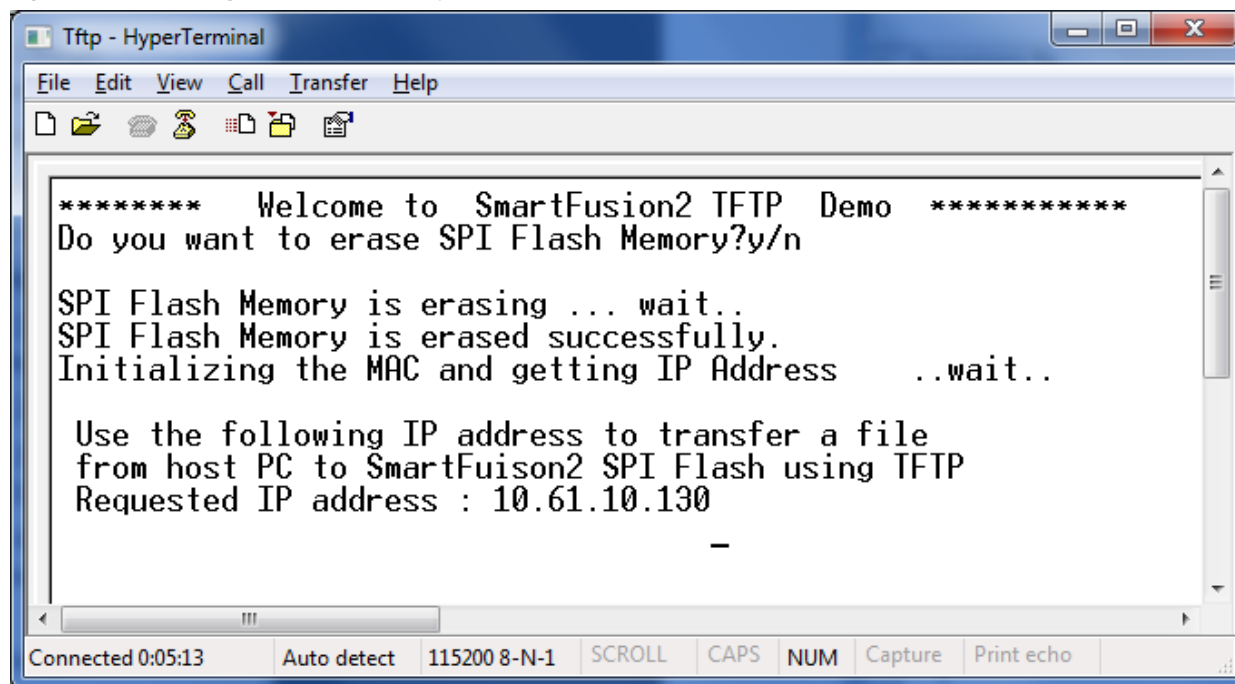 Tftp - HyperTerminal
File Edit View Call Transfer Help
******** Welcome to SmartFusion2 TFTP Demo ***********
Do you want to erase SPI Flash Memory?y/n
SPI Flash Memory is erasing ... wait..
SPI Flash Memory is erased successfully.
Initializing the MAC and getting IP Address ..wait..
Use the following IP address to transfer a file
from host PC to SmartFuison2 SPI Flash using TFTP
Requested IP address : 10.61.10.130
Connected 0:05:13 Auto detect 115200 8-N-1 SCROLL CAPS NUM Capture Print echo